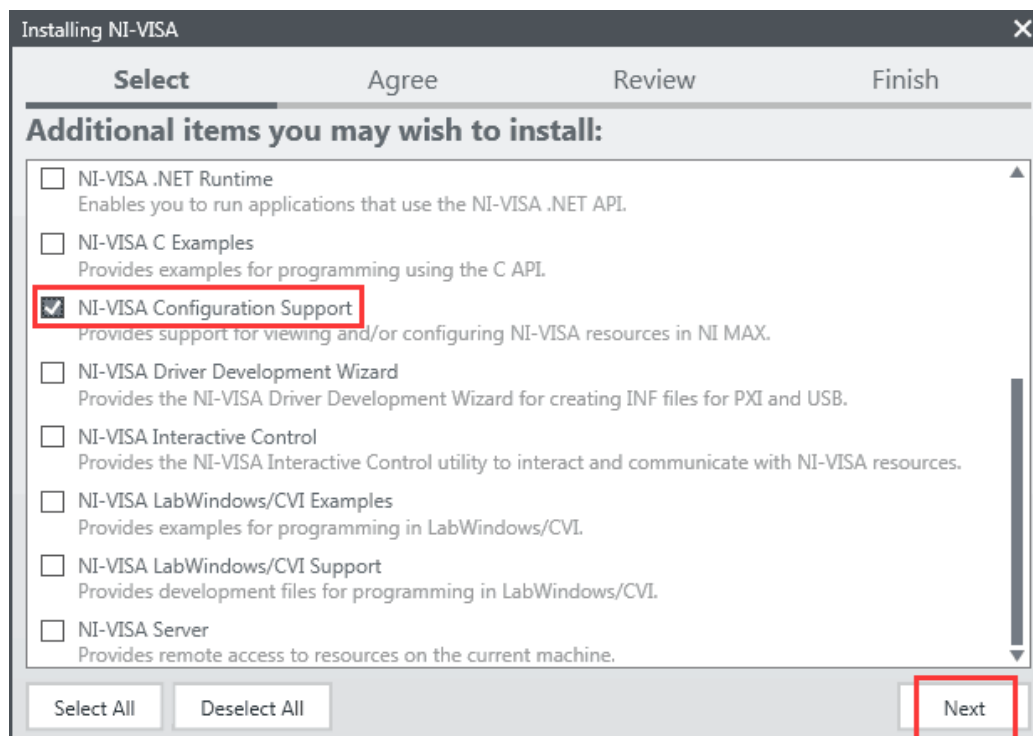 Installing NI-VISA
Select Agree Review Finish
Additional items you may wish to install:
NI-VISA .NET Runtime
Enables you to run applications that use the NI-VISA .NET API.
NI-VISA C Examples
Provides examples for programming using the C API.
NI-VISA Configuration Support
Provides support for viewing and/or configuring NI-VISA resources in NI MAX.
NI-VISA Driver Development Wizard
Provides the NI-VISA Driver Development Wizard for creating INF files for PXI and USB.
NI-VISA Interactive Control
Provides the NI-VISA Interactive Control utility to interact and communicate with NI-VISA resources.
NI-VISA LabWindows/CVI Examples
Provides examples for programming in LabWindows/CVI.
NI-VISA LabWindows/CVI Support
Provides development files for programming in LabWindows/CVI.
NI-VISA Server
Provides remote access to resources on the current machine.
Select All Deselect All Next